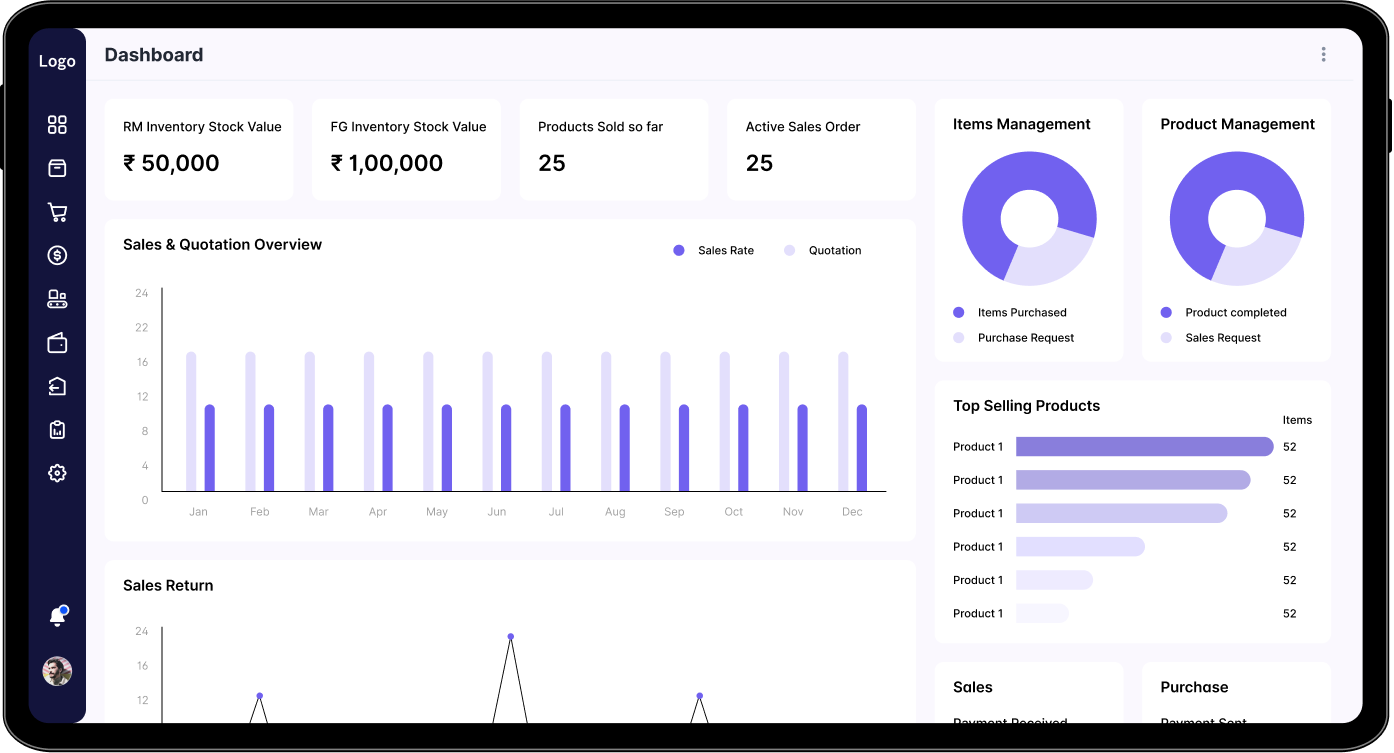 Logo
Dashboard
RM Inventory Stock Value
₹ 50,000
FG Inventory Stock Value
₹ 1,00,000
Products Sold so far
25
Active Sales Order
25
Sales & Quotation Overview
Sales Rate
Quotation
24
22
16
12
8
4
0
Jan Feb Mar Apr May Jun Jul Aug Sep Oct Nov Dec
Sales Return
24
16
12
Items Management
Items Purchased
Purchase Request
Product Management
Product completed
Sales Request
Top Selling Products
Items
Product 1 52
Product 1 52
Product 1 52
Product 1 52
Product 1 52
Product 1 52
Sales
Payment Received
Purchase
Payment Sent